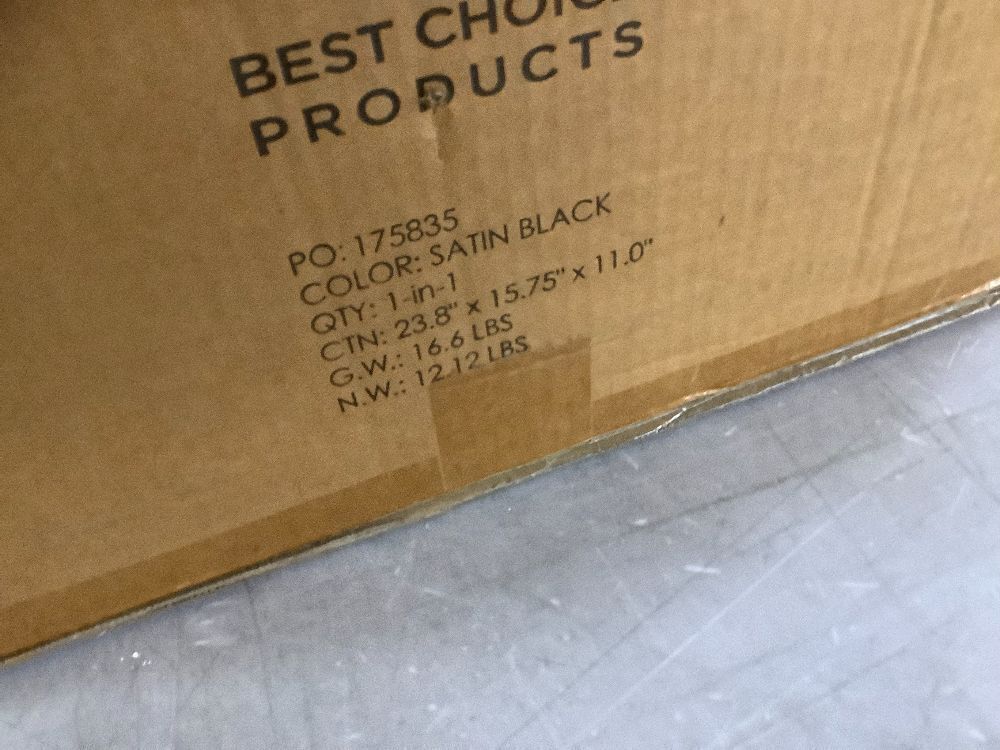 BEST CHOIC
PRODUCTS
PO: 175835
COLOR: SATIN BLACK
QTY: 1-in-1
CTN: 23.8" x 15.75" x 11.0"
G.W.: 16.6 LBS
N.W.: 12.12 LBS